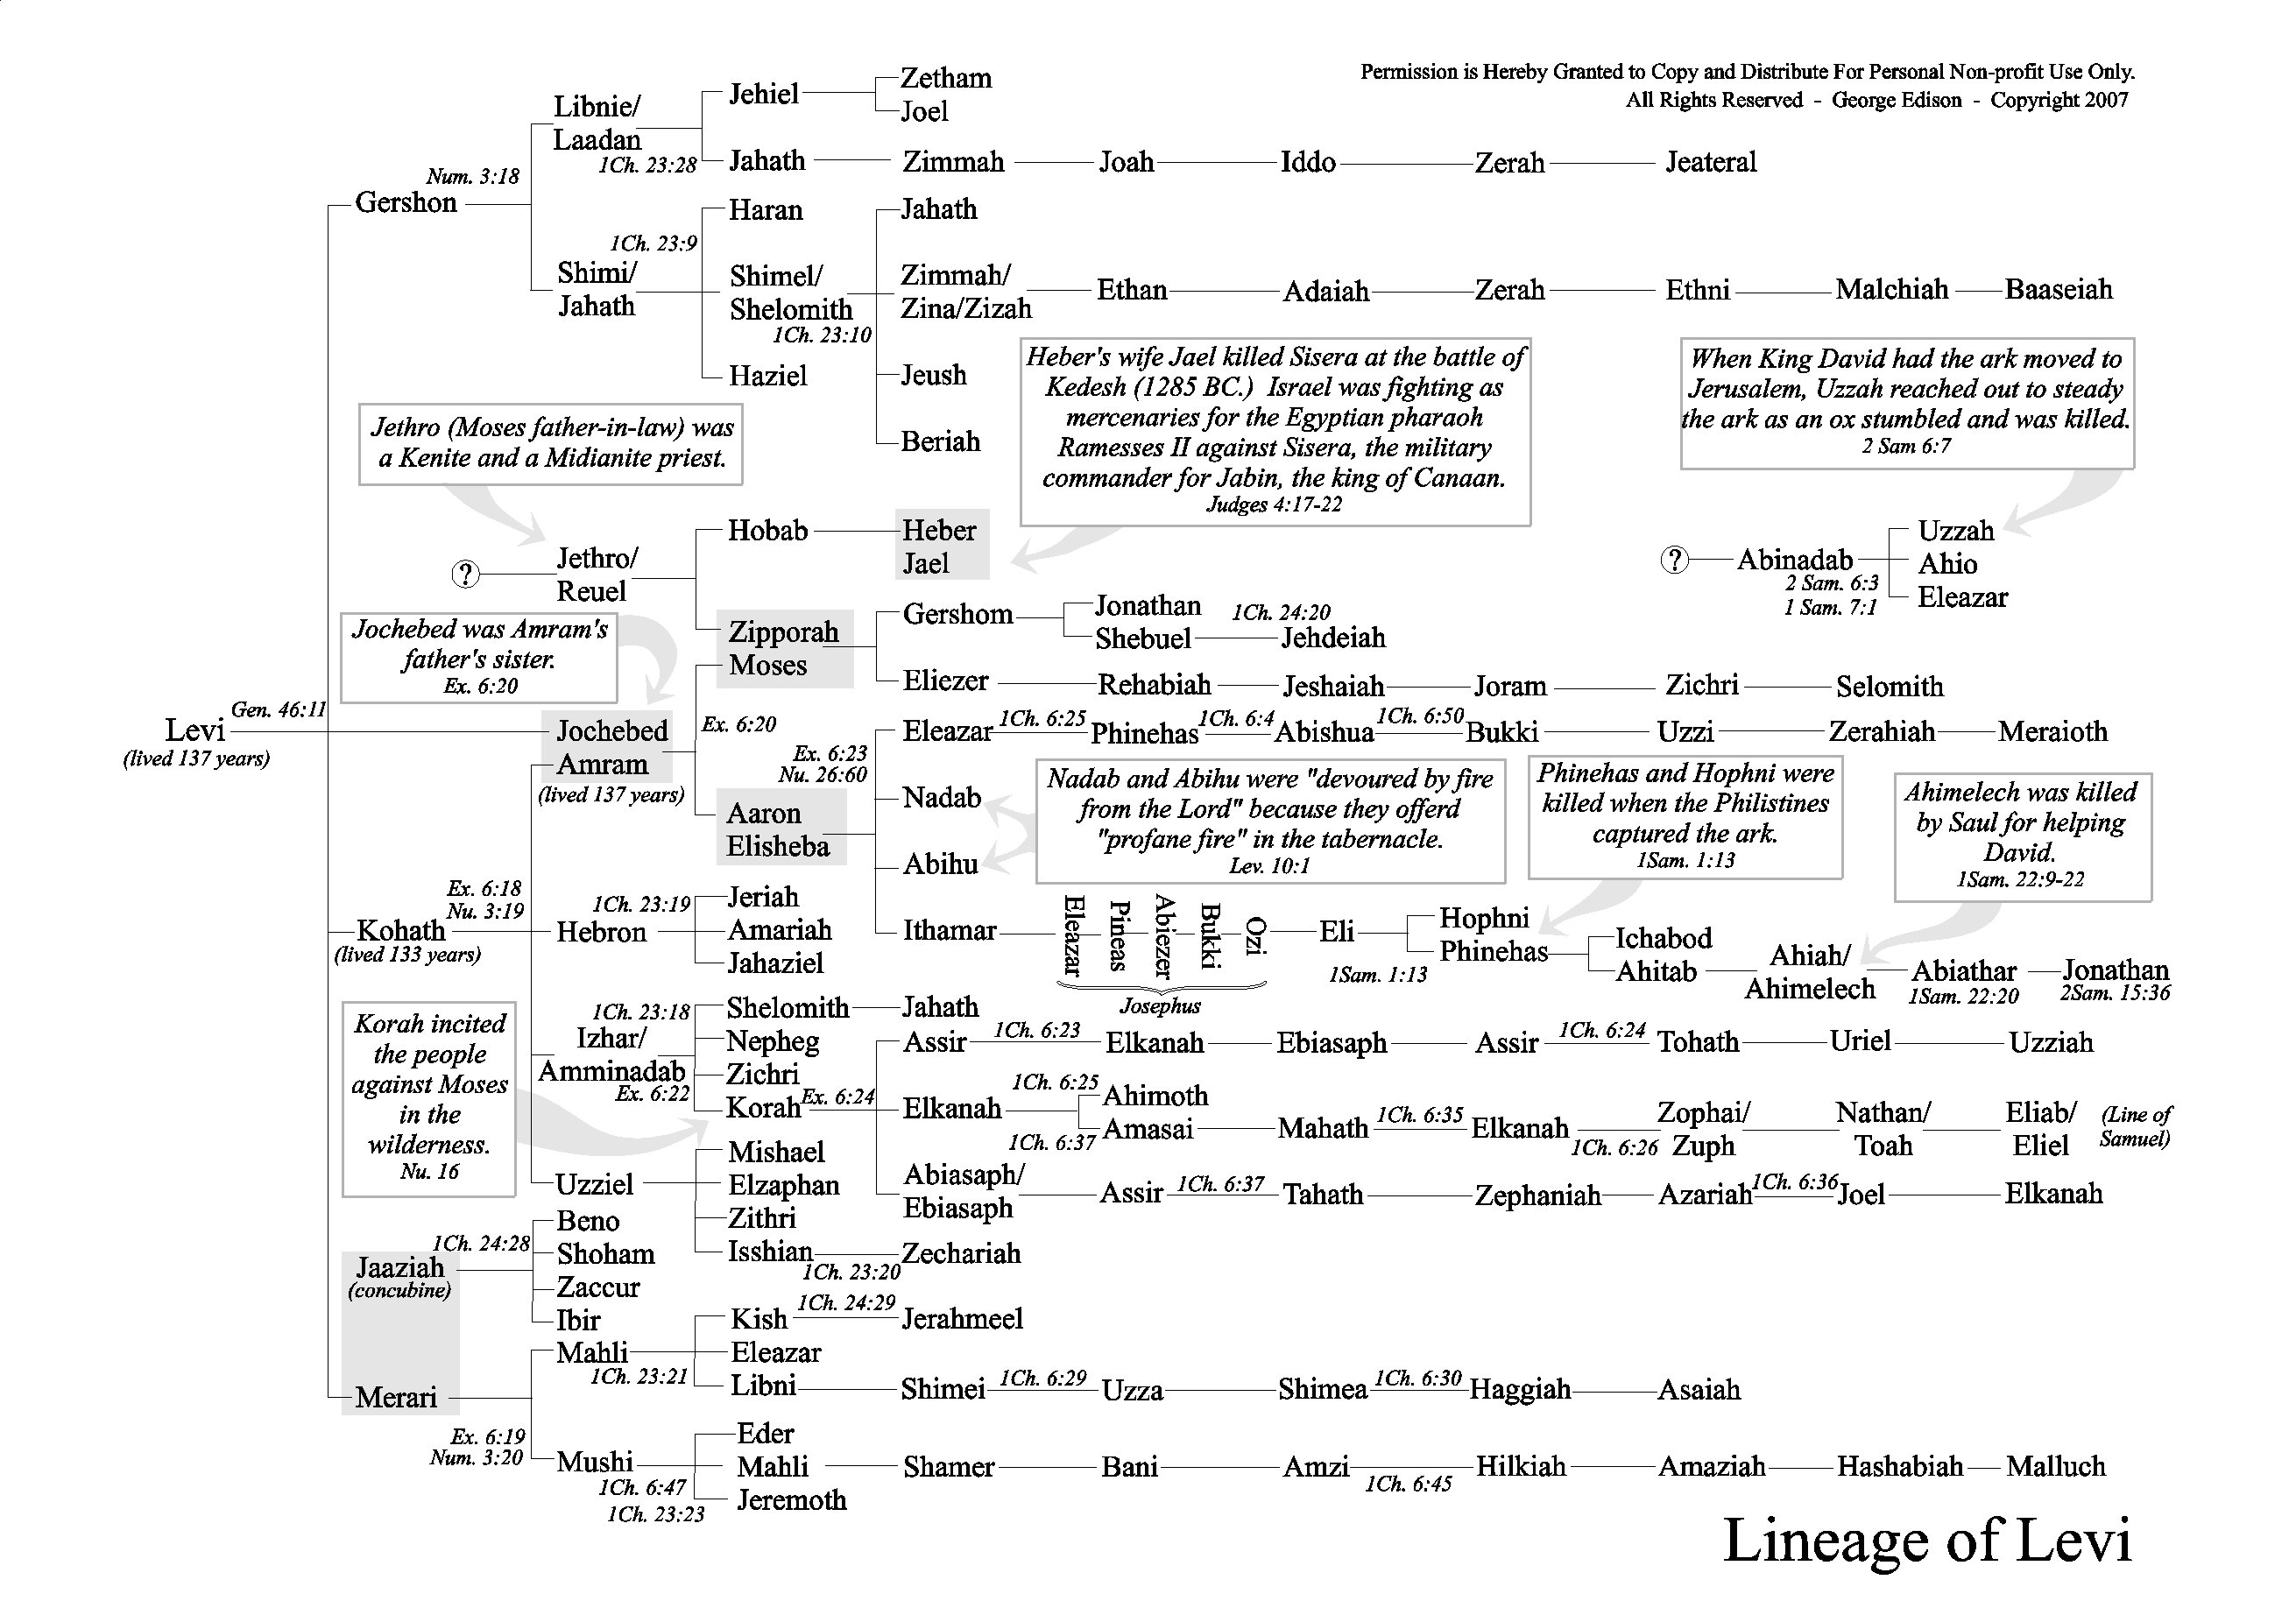 Permission is Hereby Granted to Copy and Distribute For Personal Non-profit Use Only.
All Rights Reserved - George Edison - Copyright 2007
Libnie/
Laadan
1Ch. 23:28
Jehiel
Zetham
Joel
Jahath
Zimmah
Joah
Iddo
Zerah
Jeateral
Num. 3:18
Gershon
1Ch. 23:9
Shimi/
Jahath
Haran
Shimel/
Shelomith
1Ch. 23:10
Haziel
Jahath
Zimmah/
Zina/Zizah
Ethan
Adaiah
Zerah
Ethni
Malchiah
Baaseiah
Jeush
Beriah
Heber's wife Jael killed Sisera at the battle of
Kedesh (1285 BC.) Israel was fighting as
mercenaries for the Egyptian pharaoh
Ramesses II against Sisera, the military
commander for Jabin, the king of Canaan.
Judges 4:17-22
When King David had the ark moved to
Jerusalem, Uzzah reached out to steady
the ark as an ox stumbled and was killed.
2 Sam 6:7
Jethro (Moses father-in-law) was
a Kenite and a Midianite priest.
?
Jethro/
Reuel
Hobab
Heber
Jael
?
Abinadab
2 Sam. 6:3
1 Sam. 7:1
Uzzah
Ahio
Eleazar
Jochebed was Amram's
father's sister.
Ex. 6:20
Zipporah
Moses
Gershom
Jonathan
Shebuel
1Ch. 24:20
Jehdeiah
Eliezer
Rehabiah
Jeshaiah
Joram
Zichri
Selomith
Levi
(lived 137 years)
Gen. 46:11
Jochebed
Amram
(lived 137 years)
Ex. 6:20
Ex. 6:23
Nu. 26:60
Eleazar
1Ch. 6:25
Phinehas
1Ch. 6:4
Abishua
1Ch. 6:50
Bukki
Uzzi
Zerahiah
Meraioth
Aaron
Elisheba
Nadab
Abihu
Nadab and Abihu were "devoured by fire
from the Lord" because they offerd
"profane fire" in the tabernacle.
Lev. 10:1
Phinehas and Hophni were
killed when the Philistines
captured the ark.
1Sam. 1:13
Ahimelech was killed
by Saul for helping
David.
1Sam. 22:9-22
Ex. 6:18
Nu. 3:19
Kohath
(lived 133 years)
1Ch. 23:19
Hebron
Jeriah
Amariah
Jahaziel
Ithamar
Eleazar
Pineas
Abiezer
Bukki
Ozi
Josephus
Eli
1Sam. 1:13
Hophni
Phinehas
Ichabod
Ahitab
Ahiah/
Ahimelech
Abiathar
1Sam. 22:20
Jonathan
2Sam. 15:36
Korah incited
the people
against Moses
in the
wilderness.
Nu. 16
1Ch. 23:18
Izhar/
Amminadab
Ex. 6:22
Shelomith
Jahath
Nepheg
Zichri
Korah
Ex. 6:24
Assir
1Ch. 6:23
Elkanah
Ebiasaph
Assir
1Ch. 6:24
Tohath
Uriel
Uzziah
Elkanah
1Ch. 6:25
Ahimoth
1Ch. 6:37
Amasai
Mahath
1Ch. 6:35
Elkanah
1Ch. 6:26
Zophai/
Zuph
Nathan/
Toah
Eliab/
Eliel
(Line of
Samuel)
Abiasaph/
Ebiasaph
Assir
1Ch. 6:37
Tahath
Zephaniah
Azariah
1Ch. 6:36
Joel
Elkanah
Uzziel
Mishael
Elzaphan
Zithri
Isshian
1Ch. 23:20
Zechariah
Jaaziah
(concubine)
1Ch. 24:28
Beno
Shoham
Zaccur
Ibir
Merari
Ex. 6:19
Num. 3:20
Mahli
1Ch. 23:21
Kish
1Ch. 24:29
Jerahmeel
Eleazar
Libni
Shimei
1Ch. 6:29
Uzza
Shimea
1Ch. 6:30
Haggiah
Asaiah
Mushi
1Ch. 6:47
1Ch. 23:23
Eder
Mahli
Jeremoth
Shamer
Bani
Amzi
1Ch. 6:45
Hilkiah
Amaziah
Hashabiah
Malluch
Lineage of Levi